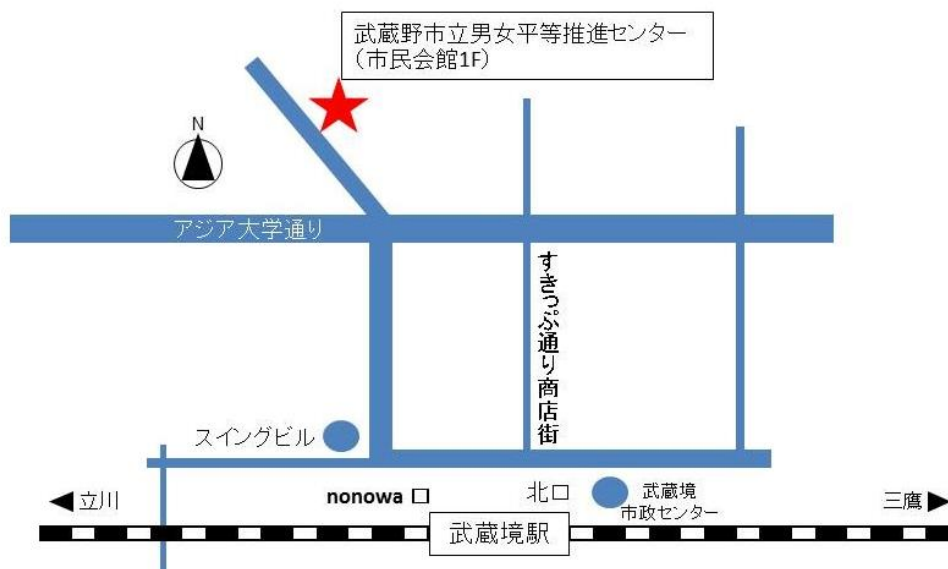 武蔵野市立男女平等推進センター
（市民会館1F）
N
アジア大学通り
すきっぷ通り商店街
スイングビル
nonowa
北口
武蔵境
市政センター
立川
三鷹
武蔵境駅